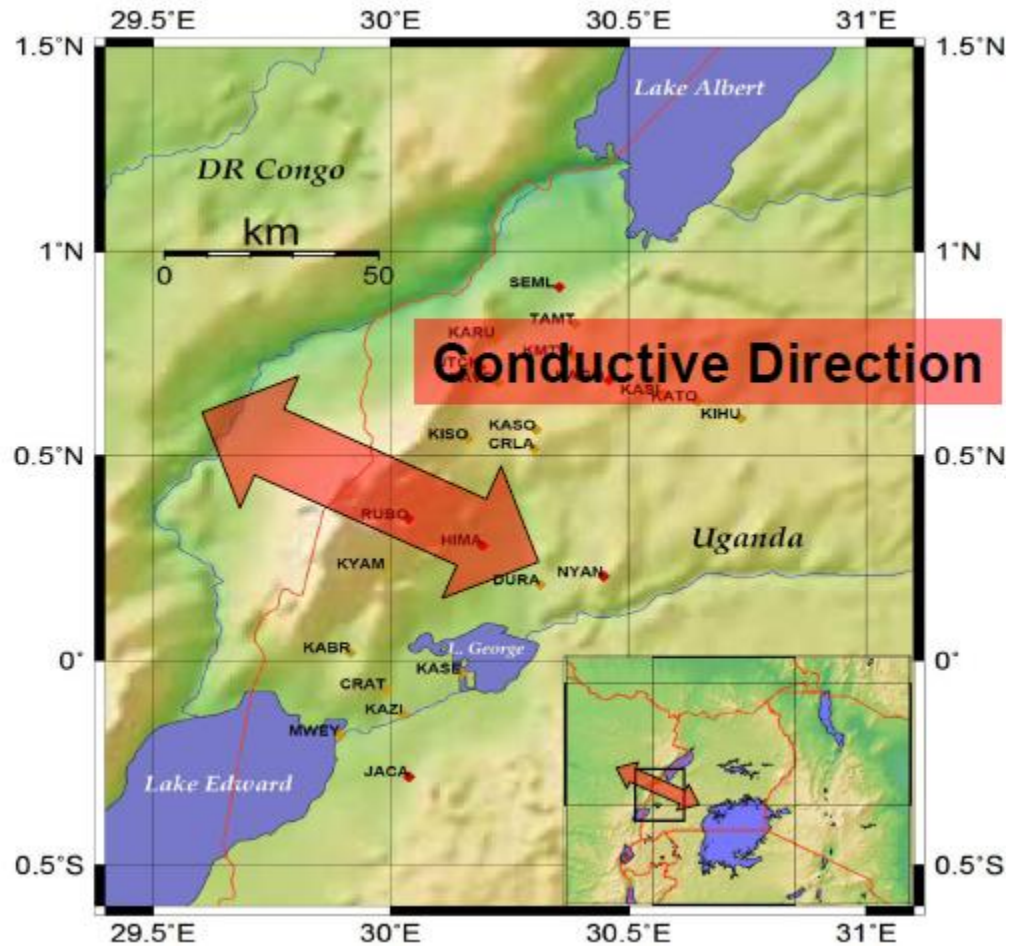 29.5°E 30°E 30.5°E 31°E
1.5°N 1.5°N
Lake Albert
DR Congo
km
0 50
1°N 1°N
SEML
TAMT
KARU
Conductive Direction
KASI
KATO
KIHU
KASO
KISO
CRLA
0.5°N 0.5°N
RUBO
HIMA
Uganda
KYAM
NYAN
DURA
KABR
L. George
0° 0°
KASE
CRAT
KAZI
MWEY
JACA
Lake Edward
0.5°S 0.5°S
29.5°E 30°E 30.5°E 31°E